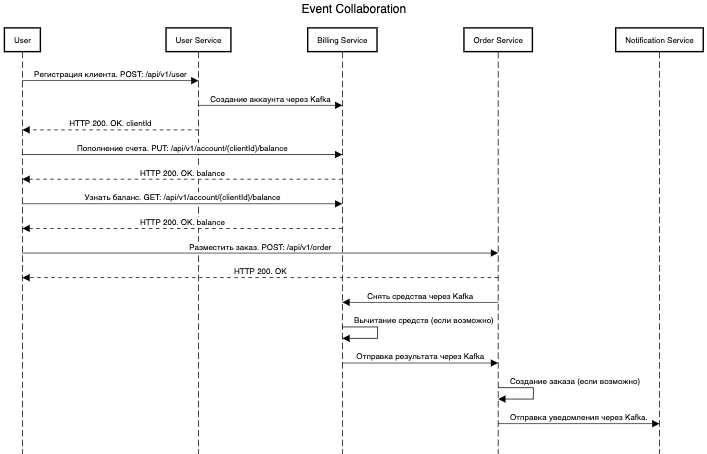 Event Collaboration
User
User Service
Billing Service
Order Service
Notification Service
Регистрация клиента. POST: /api/v1/user
Создание аккаунта через Kafka
HTTP 200. OK. clientId
Пополнение счета. PUT: /api/v1/account/{clientId}/balance
HTTP 200. OK. balance
Узнать баланс. GET: /api/v1/account/{clientId}/balance
HTTP 200. OK. balance
Разместить заказ. POST: /api/v1/order
HTTP 200. OK
Снять средства через Kafka
Вычитание средств (если возможно)
Отправка результата через Kafka
Создание заказа (если возможно)
Отправка уведомления через Kafka.